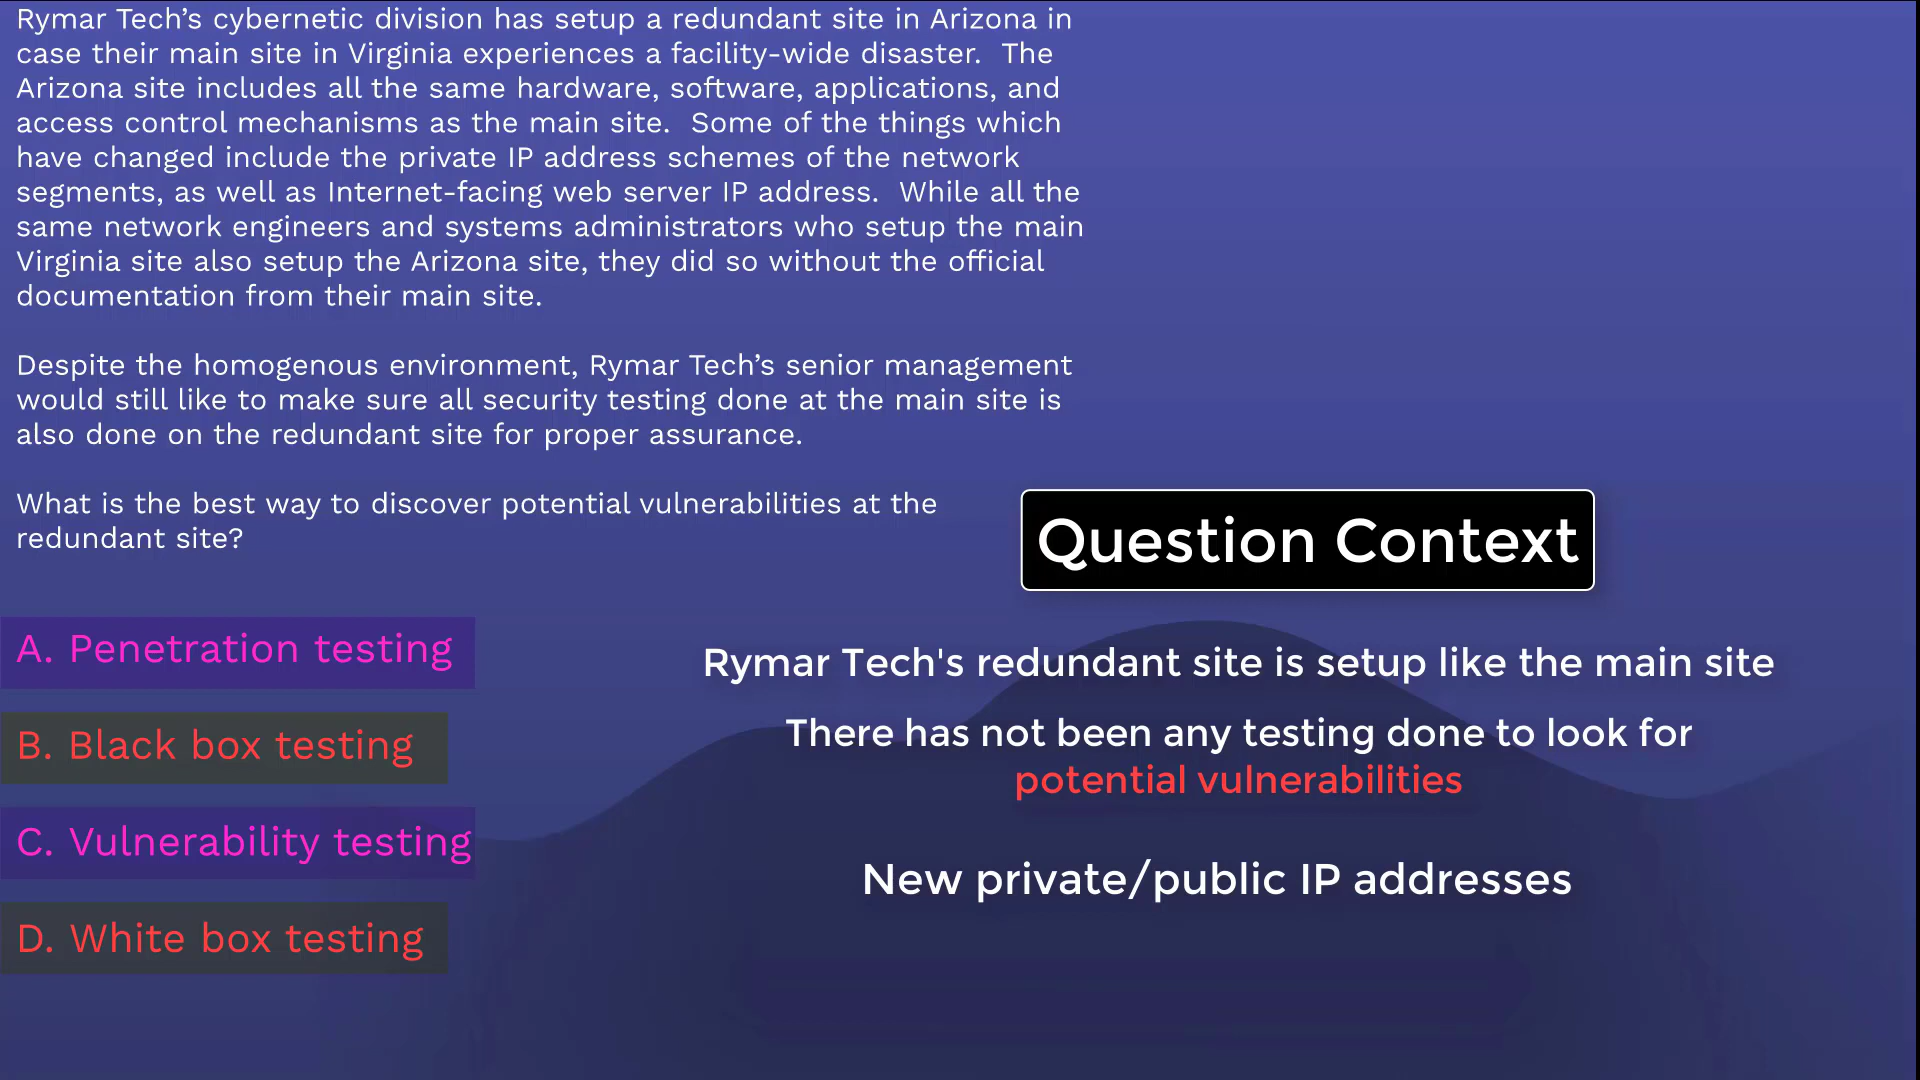 Rymar Tech’s cybernetic division has setup a redundant site in Arizona in
case their main site in Virginia experiences a facility-wide disaster.  The
Arizona site includes all the same hardware, software, applications, and
access control mechanisms as the main site.  Some of the things which
have changed include the private IP address schemes of the network
segments, as well as Internet-facing web server IP address.  While all the
same network engineers and systems administrators who setup the main
Virginia site also setup the Arizona site, they did so without the official
documentation from their main site.
Despite the homogenous environment, Rymar Tech’s senior management
would still like to make sure all security testing done at the main site is
also done on the redundant site for proper assurance.
What is the best way to discover potential vulnerabilities at the
redundant site?
A. Penetration testing
B. Black box testing
C. Vulnerability testing
D. White box testing
Question Context
Rymar Tech's redundant site is setup like the main site
There has not been any testing done to look for
potential vulnerabilities
New private/public IP addresses